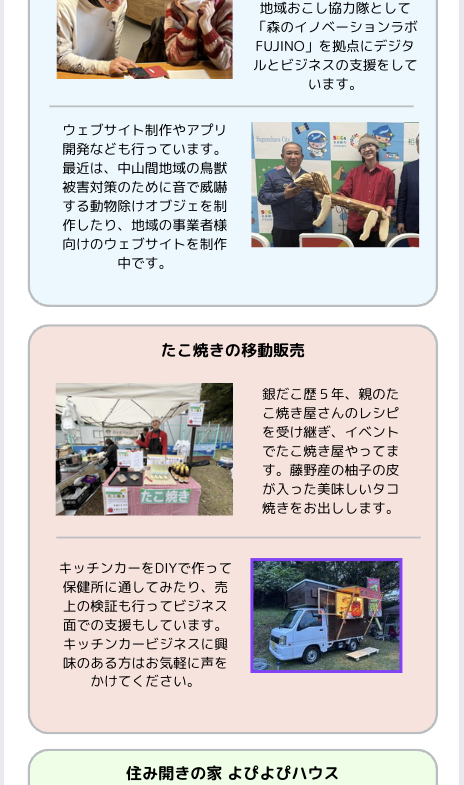 地域おこし協力隊として
「森のイノベーションラボ
FUJINO」を拠点にデジタ
ルとビジネスの支援をして
います。
ウェブサイト制作やアプリ
開発なども行っています。
最近は、中山間地域の鳥獣
被害対策のために音で威嚇
する動物除けオブジェを制
作したり、地域の事業者様
向けのウェブサイトを制作
中です。
たこ焼きの移動販売
銀だこ歴５年、親のた
こ焼き屋さんのレシピ
を受け継ぎ、イベント
でたこ焼き屋やってま
す。藤野産の柚子の皮
が入った美味しいタコ
焼きをお出しします。
たこ焼き
キッチンカーをDIYで作って
保健所に通してみたり、売
上の検証も行ってビジネス
面での支援もしています。
キッチンカービジネスに興
味のある方はお気軽に声を
かけてください。
住み開きの家 よぴよぴハウス